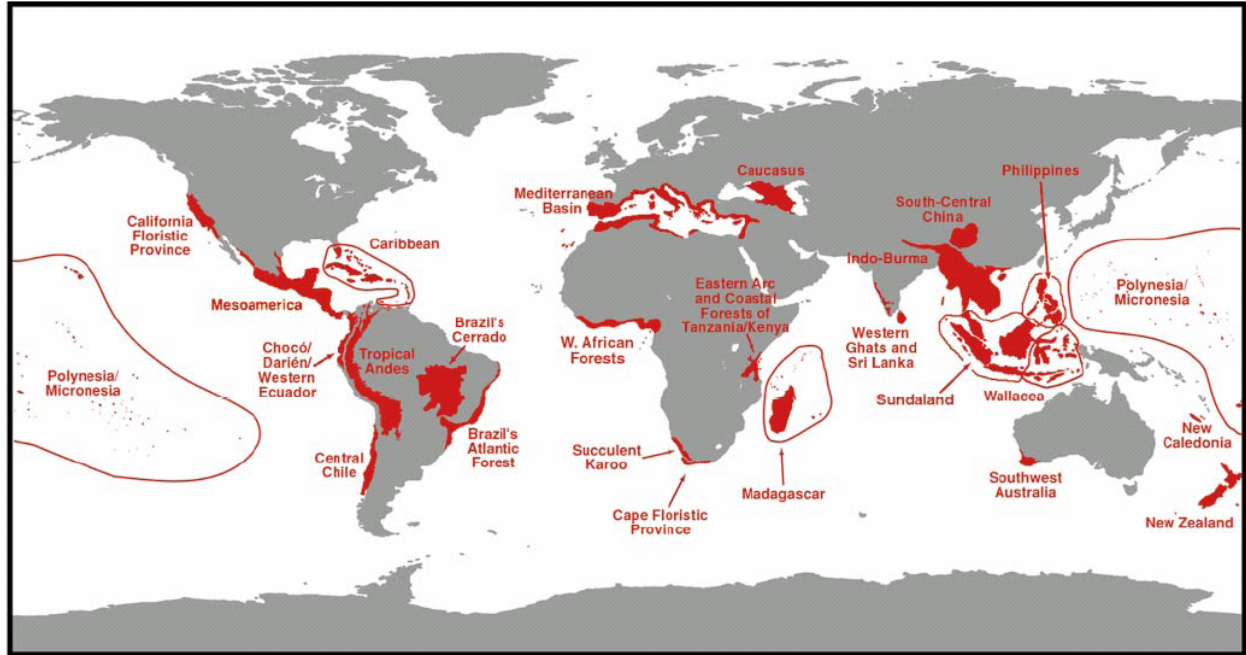 California
Floristic
Province
Polynesia/
Micronesia
Mesoamerica
Caribbean
Chocó/
Darién/
Western
Ecuador
Tropical
Andes
Brazil's
Cerrado
Brazil's
Atlantic
Forest
Central
Chile
Mediterranean
Basin
Caucasus
W. African
Forests
Eastern Arc
and Coastal
Forests of
Tanzania/Kenya
Succulent
Karoo
Cape Floristic
Province
Madagascar
South-Central
China
Indo-Burma
Western
Ghats and
Sri Lanka
Philippines
Sundaland
Wallacea
Polynesia/
Micronesia
New
Caledonia
Southwest
Australia
New Zealand